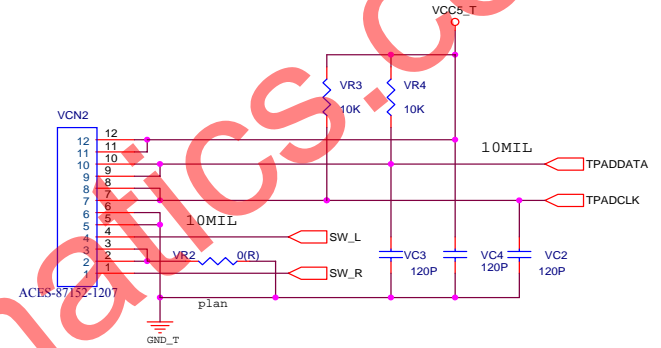 VCC5_T
VR3
VR4
10K
10K
VCN2
12
12
11
11
10
10
9
9
8
8
7
7
6
6
5
5
4
4
3
3
2
2
1
1
10MIL
TPADDATA
TPADCLK
10MIL
SW_L
VR2
0(R)
SW_R
VC3
120P
VC4
120P
VC2
120P
ACES-87152-1207
plan
GND_T